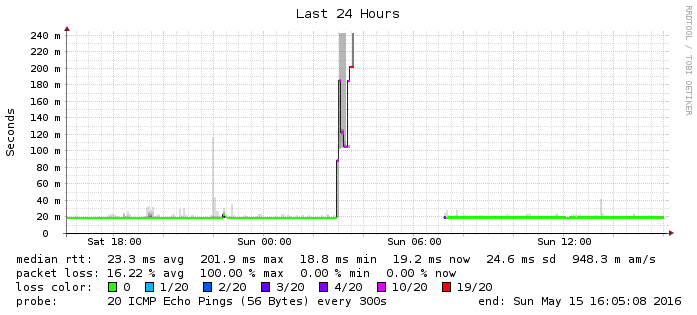 Last 24 Hours
RRDTOOL / TOBI OETIKER
Seconds
240 m
220 m
200 m
180 m
160 m
140 m
120 m
100 m
80 m
60 m
40 m
20 m
0
Sat 18:00 Sun 00:00 Sun 06:00 Sun 12:00
median rtt: 23.3 ms avg 201.9 ms max 18.8 ms min 19.2 ms now 24.6 ms sd 948.3 m am/s
packet loss: 16.22 % avg 100.00 % max 0.00 % min 0.00 % now
loss color: 0 1/20 2/20 3/20 4/20 10/20 19/20
probe: 20 ICMP Echo Pings (56 Bytes) every 300s end: Sun May 15 16:05:08 2016